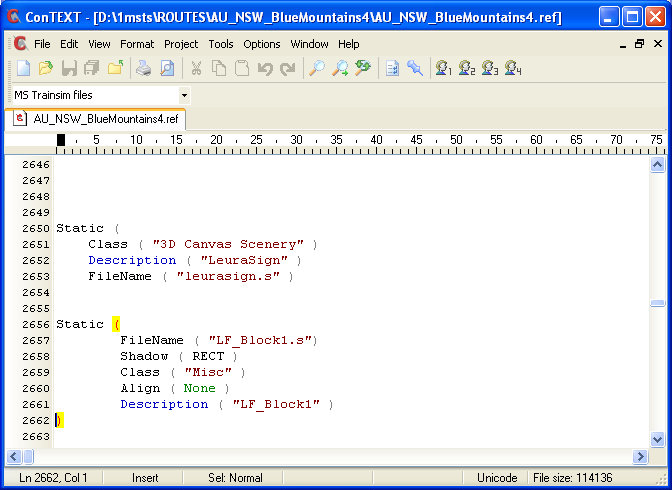 ConTEXT - [D:\1msts\ROUTES\AU_NSW_BlueMountains4\AU_NSW_BlueMountains4.ref]
File Edit View Format Project Tools Options Window Help
1 2 3 4
MS Trainsim files
AU_NSW_BlueMountains4.ref
5 10 15 20 25 30 35 40 45 50 55 60 65 70 75
2646
2647
2648
2649
2650 Static (
2651 Class ( "3D Canvas Scenery" )
2652 Description ( "LeuraSign" )
2653 FileName ( "leurasign.s" )
2654
2655
2656 Static (
2657 FileName ( "LF_Block1.s")
2658 Shadow ( RECT )
2659 Class ( "Misc" )
2660 Align ( None )
2661 Description ( "LF_Block1" )
2662 )
2663
Ln 2662, Col 1 Insert Sel: Normal Unicode File size: 114136